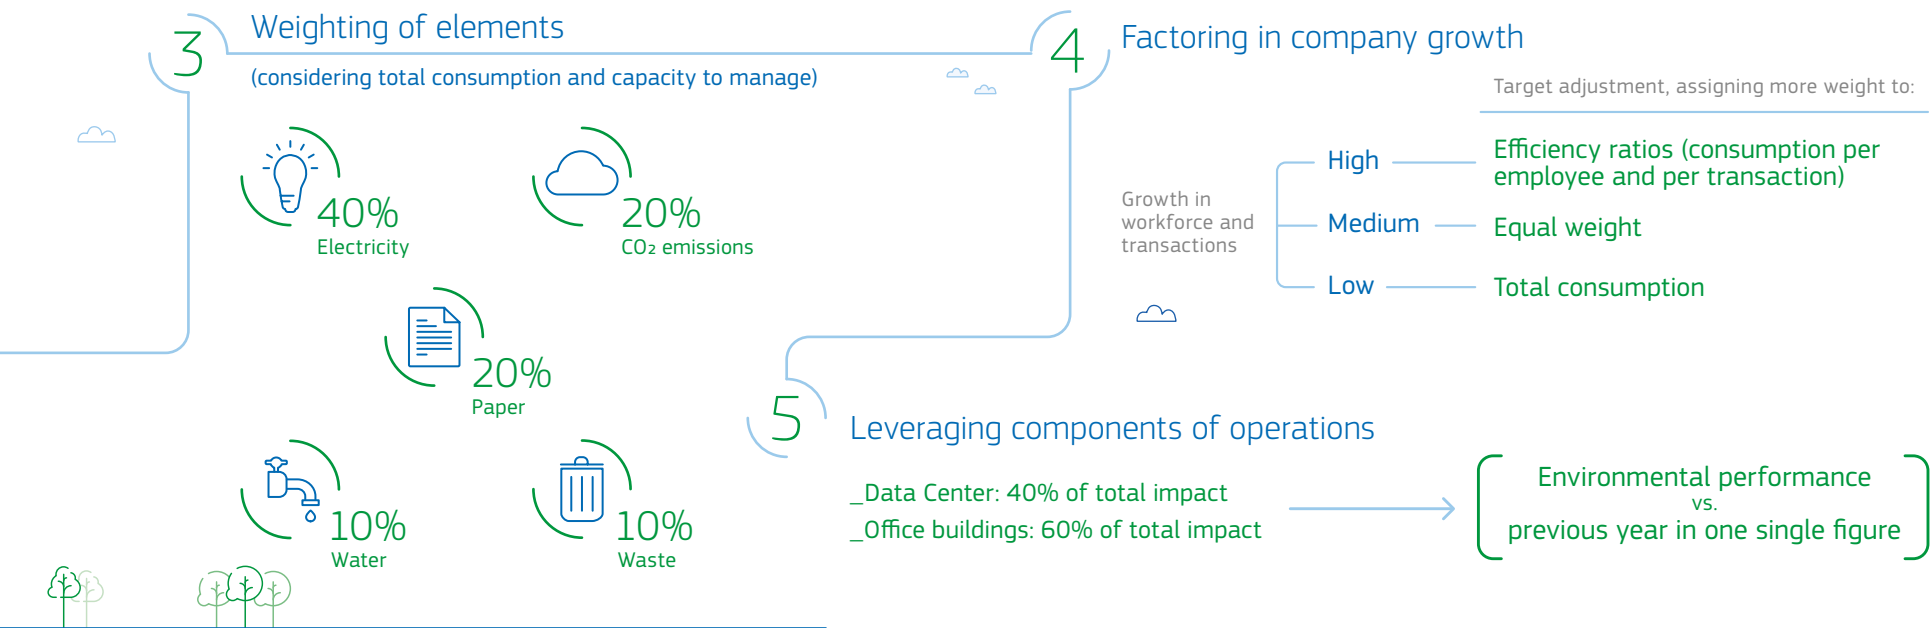 3
Weighting of elements
(considering total consumption and capacity to manage)
40%
Electricity
20%
CO₂ emissions
20%
Paper
10%
Water
10%
Waste
4
Factoring in company growth
Target adjustment, assigning more weight to:
Growth in
workforce and
transactions
High
Efficiency ratios (consumption per
employee and per transaction)
Medium
Equal weight
Low
Total consumption
5
Leveraging components of operations
_Data Center: 40% of total impact
_Office buildings: 60% of total impact
Environmental performance
vs.
previous year in one single figure